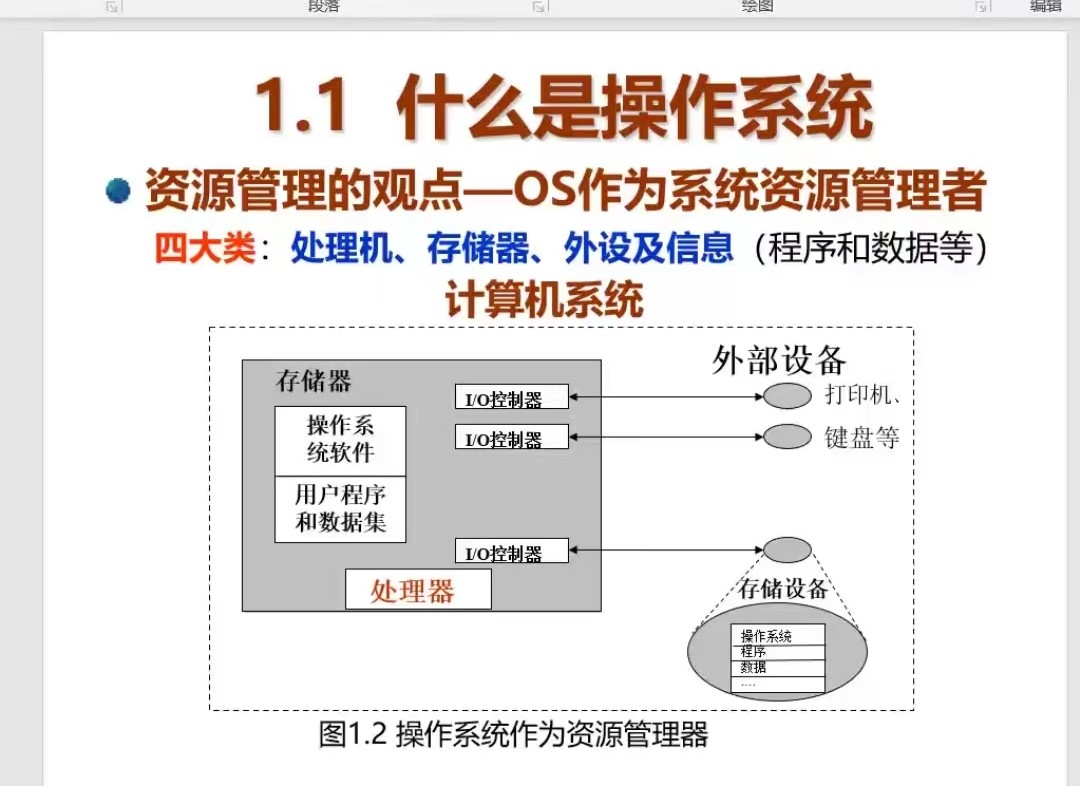 段落
绘图
编辑
1.1 什么是操作系统
资源管理的观点—OS作为系统资源管理者
四大类：处理机、存储器、外设及信息（程序和数据等）
计算机系统
外部设备
存储器
I/O控制器
打印机、
操作系
统软件
I/O控制器
键盘等
用户程序
和数据集
I/O控制器
处理器
存储设备
操作系统
程序
数据
....
图1.2 操作系统作为资源管理器